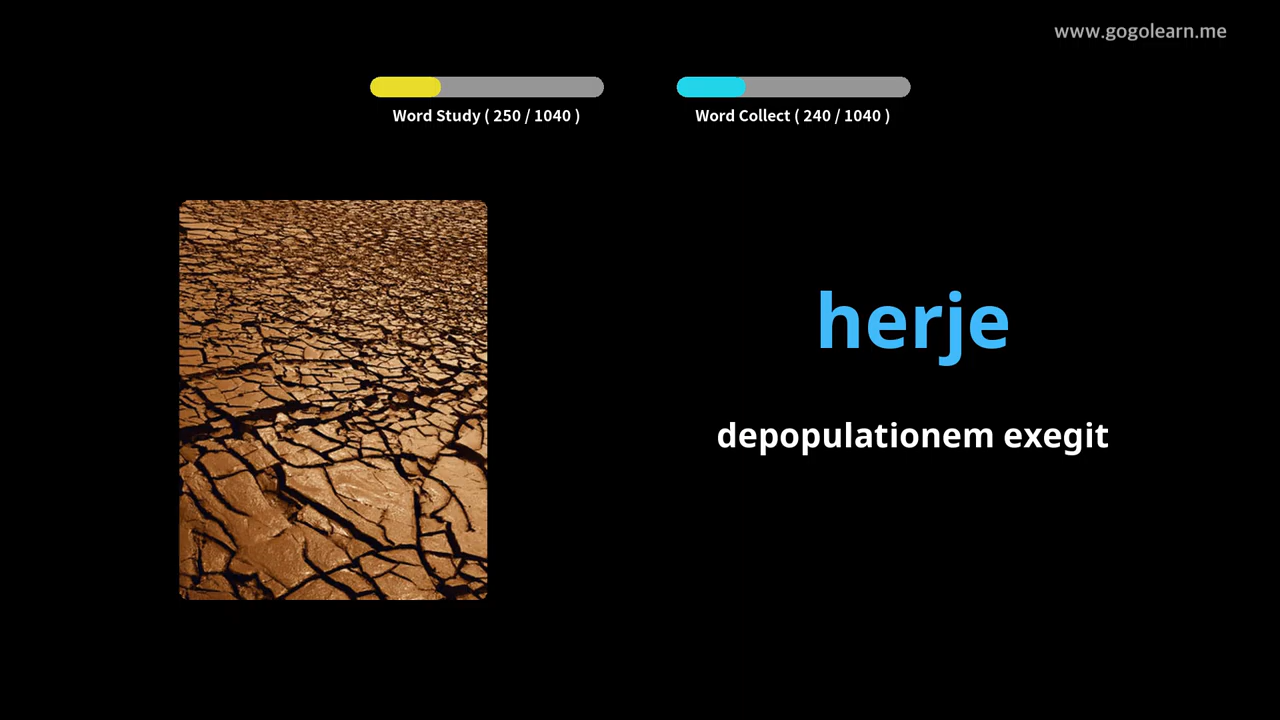 www.gogolearn.me
Word Study ( 250 / 1040 )
Word Collect ( 240 / 1040 )
herje
depopulationem exegit